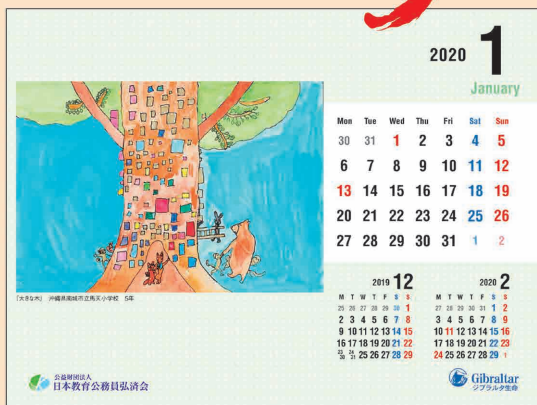 2020 1
January
Mon Tue Wed Thu Fri Sat Sun
30 31 1 2 3 4 5
6 7 8 9 10 11 12
13 14 15 16 17 18 19
20 21 22 23 24 25 26
27 28 29 30 31 1 2
「大きな木」 沖縄県南城市立馬天小学校 5年
2019 12
M T W T F S S
25 26 27 28 29 30 1
2 3 4 5 6 7 8
9 10 11 12 13 14 15
16 17 18 19 20 21 22
23/30 24/31 25 26 27 28 29
2020 2
M T W T F S S
27 28 29 30 31 1 2
3 4 5 6 7 8 9
10 11 12 13 14 15 16
17 18 19 20 21 22 23
24 25 26 27 28 29 1
公益財団法人
日本教育公務員弘済会
Gibraltar
ジブラルタ生命